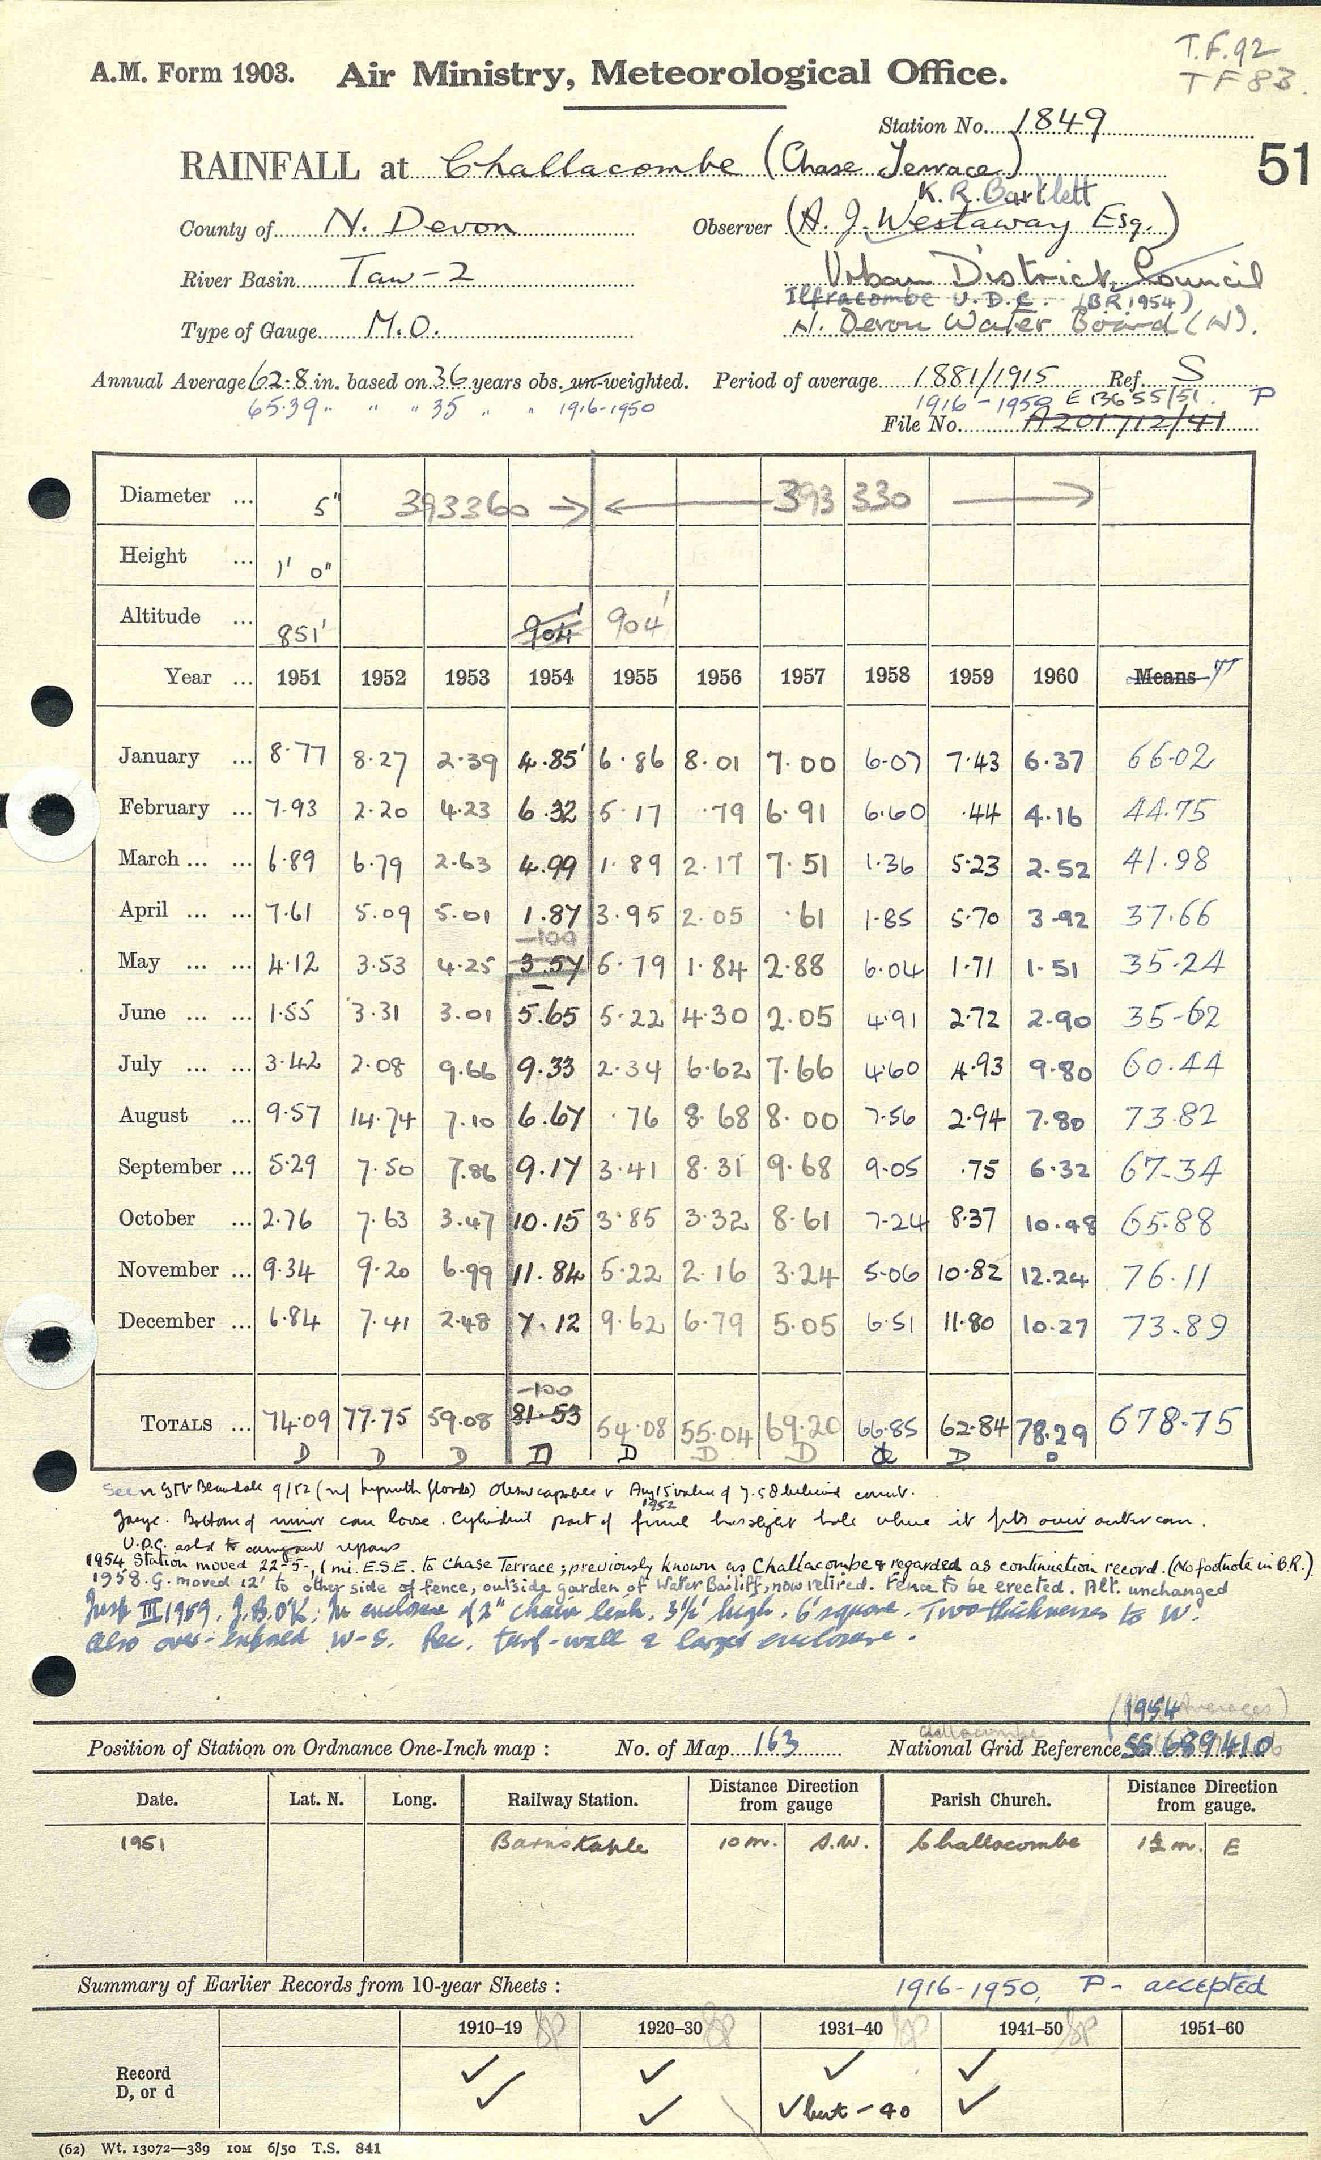 T.F.92
TF83.
A.M. Form 1903. Air Ministry, Meteorological Office.
Station No. 1849
51
RAINFALL at Challacombe (Chase Terrace)
K.R. Bartlett
County of N. Devon Observer (A. J. Westaway Esq.)
River Basin Taw-2 Urban District Council
Ilfracombe U.D.C. (BR 1954)
Type of Gauge M.O. N. Devon Water Board (W).
Annual Average 62.8 in. based on 36 years obs. un-weighted. Period of average 1881/1915 Ref. S
65.39 " " " 35 " " 1916-1950 1916-1950 E13655/51. P
File No. A201712/41
Diameter ... 5" 393360 → ← 393 330 →
Height ... 1' 0"
Altitude ... 851' 904' 904'
Year ... 1951 1952 1953 1954 1955 1956 1957 1958 1959 1960 Means
January ... 8.77 8.27 2.39 4.85 6.86 8.01 7.00 6.07 7.43 6.37 66.02
February ... 7.93 2.20 4.23 6.32 5.17 .79 6.91 6.60 .44 4.16 44.75
March ... ... 6.89 6.79 2.63 4.99 1.89 2.17 7.51 1.36 5.23 2.52 41.98
April ... ... 7.61 5.09 5.01 1.87 3.95 2.05 .61 1.85 5.70 3.92 37.66
-100
May ... ... 4.12 3.53 4.25 3.57 6.79 1.84 2.88 6.04 1.71 1.51 35.24
June ... ... 1.55 3.31 3.01 5.65 5.22 4.30 2.05 4.91 2.72 2.90 35.62
July ... ... 3.42 2.08 9.66 9.33 2.34 6.62 7.66 4.60 4.93 9.80 60.44
August ... 9.57 14.74 7.10 6.67 .76 8.68 8.00 7.56 2.94 7.80 73.82
September ... 5.29 7.50 7.86 9.17 3.41 8.31 9.68 9.05 .75 6.32 67.34
October ... 2.76 7.63 3.47 10.15 3.85 3.32 8.61 7.24 8.37 10.48 65.88
November ... 9.34 9.20 6.99 11.84 5.22 2.16 3.24 5.06 10.82 12.24 76.11
December ... 6.84 7.41 2.48 7.12 9.62 6.79 5.05 6.51 11.80 10.27 73.89
-100
TOTALS ... 74.09 77.75 59.08 81.53 54.08 55.04 69.20 66.85 62.84 78.29 678.75
D D D D D D D D D
Seen 9/52 (Lynmouth floods) Observer capable & Aug 15 value of 7.58 believed correct.
1952
Gauge. Bottom of inner can loose. Cylindrical part of funnel has slight hole where it fits over outer can.
U.D.C. asked to carry out repairs
1954 Station moved 22-5-, 1 mi. E.S.E. to Chase Terrace; previously known as Challacombe & regarded as continuation record. (No footnote in B.R.)
1958. G. moved 12' to other side of fence, outside garden of Water Bailiff, now retired. Fence to be erected. Alt. unchanged
Insp III 1959. J.B.O'K. In enclosure of 2" chain link, 3½' high, 6' square. Two thicknesses to W.
Also over-exposed W-S. Rec. turf-wall & larger enclosure.
(1954 Averages)
Challacombe
Position of Station on Ordnance One-Inch map : No. of Map 163 National Grid Reference SS 689410
Date. Lat. N. Long. Railway Station. Distance Direction from gauge Parish Church. Distance Direction from gauge.
1951 Barnstaple 10 m. S.W. Challacombe 1½ m. E
Summary of Earlier Records from 10-year Sheets : 1916-1950, P - accepted
1910-19 1920-30 1931-40 1941-50 1951-60
Record ✓ ✓ ✓ ✓
D, or d ✓ ✓ ✓ but -40 ✓
(62) Wt. 13072—389 10M 6/50 T.S. 841